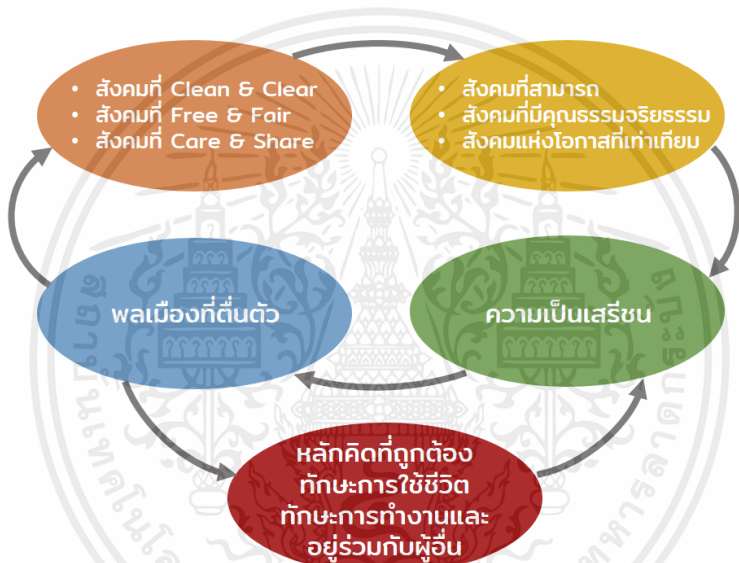 • สังคมที่ Clean & Clear
• สังคมที่ Free & Fair
• สังคมที่ Care & Share
• สังคมที่สามารถ
• สังคมที่มีคุณธรรมจริยธรรม
• สังคมแห่งโอกาสที่เท่าเทียม
พลเมืองที่ตื่นตัว
ความเป็นเสรีชน
หลักคิดที่ถูกต้อง
ทักษะการใช้ชีวิต
ทักษะการทำงานและ
อยู่ร่วมกับผู้อื่น